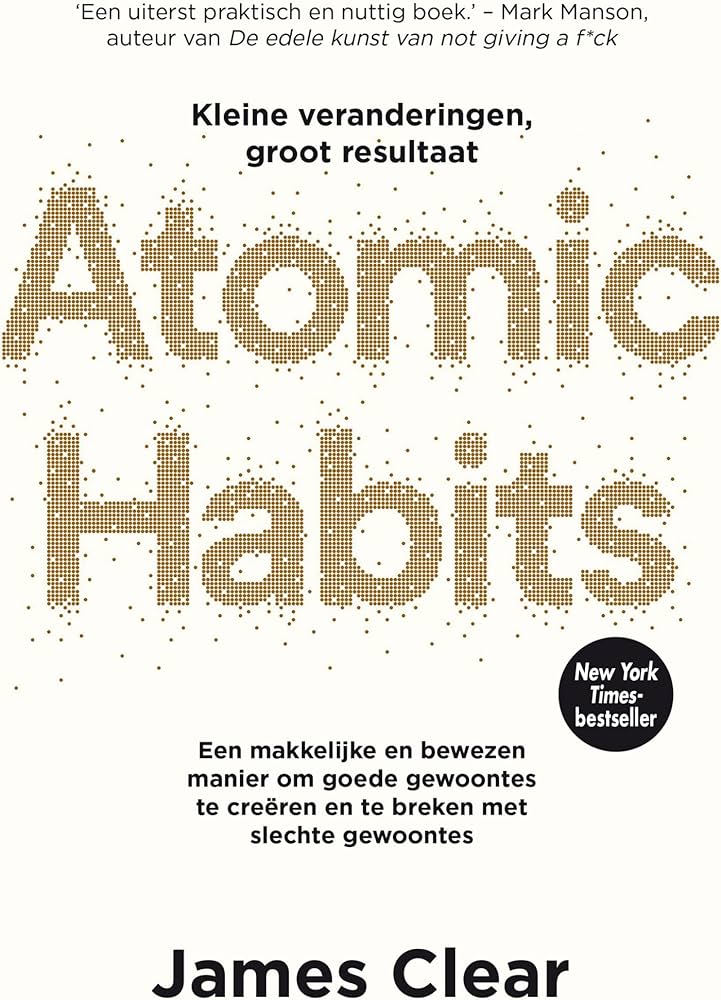 ‘Een uiterst praktisch en nuttig boek.’ – Mark Manson,
auteur van De edele kunst van not giving a f*ck
Kleine veranderingen,
groot resultaat
Atomic
Habits
New York
Times-
bestseller
Een makkelijke en bewezen
manier om goede gewoontes
te creëren en te breken met
slechte gewoontes
James Clear